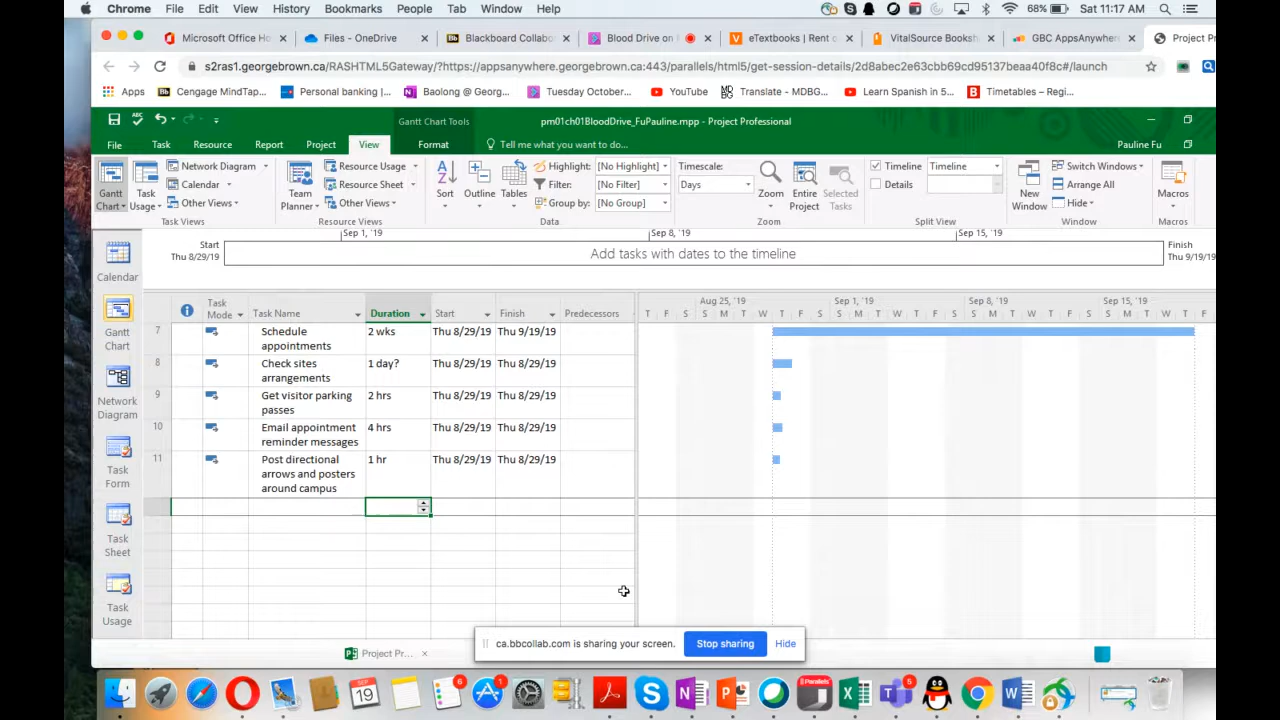 Chrome File Edit View History Bookmarks People Tab Window Help 68% Sat 11:17 AM
Microsoft Office Ho Files - OneDrive Blackboard Collabo Blood Drive on eTextbooks | Rent o VitalSource Booksh GBC AppsAnywher Project Pr
s2ras1.georgebrown.ca/RASHTML5Gateway/?https://appsanywhere.georgebrown.ca:443/parallels/html5/get-session-details/2d8abec2e63cbb69cd95137beaa40f8c#/launch
Apps Cengage MindTap... Personal banking |... Baolong @ Georg... Tuesday October... YouTube Translate - MDBG... Learn Spanish in 5... Timetables – Regi...
Gantt Chart Tools pm01ch01BloodDrive_FuPauline.mpp - Project Professional
File Task Resource Report Project View Format Tell me what you want to do... Pauline Fu
Gantt Chart Task Usage Network Diagram Calendar Other Views Task Views
Team Planner Resource Usage Resource Sheet Other Views Resource Views
Sort Outline Tables Highlight: [No Highlight] Filter: [No Filter] Group by: [No Group] Data
Timescale: Days Zoom Entire Project Selected Tasks Zoom
Timeline Timeline Details Split View
New Window Switch Windows Arrange All Hide Window
Macros Macros
Sep 1, '19 Sep 8, '19 Sep 15, '19
Start Thu 8/29/19 Add tasks with dates to the timeline Finish Thu 9/19/19
Calendar
Gantt Chart
Network Diagram
Task Form
Task Sheet
Task Usage
Task Mode Task Name Duration Start Finish Predecessors
Aug 25, '19 Sep 1, '19 Sep 8, '19 Sep 15, '19
T F S S M T W T F S S M T W T F S S M T W T F S S M T W T F
7 Schedule appointments 2 wks Thu 8/29/19 Thu 9/19/19
8 Check sites arrangements 1 day? Thu 8/29/19 Thu 8/29/19
9 Get visitor parking passes 2 hrs Thu 8/29/19 Thu 8/29/19
10 Email appointment reminder messages 4 hrs Thu 8/29/19 Thu 8/29/19
11 Post directional arrows and posters around campus 1 hr Thu 8/29/19 Thu 8/29/19
ca.bbcollab.com is sharing your screen. Stop sharing Hide
Project Pr...
SEP 19 6 1 Parallels 5